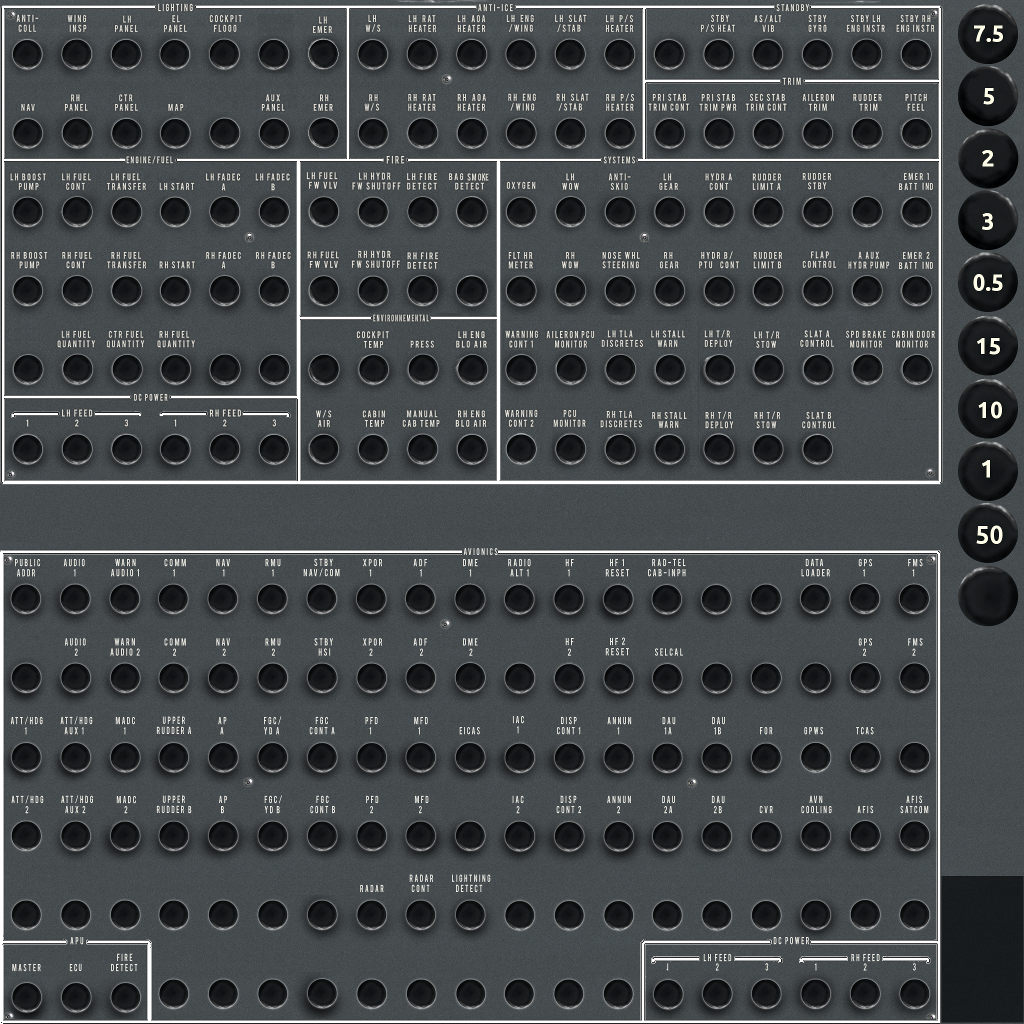 LIGHTING ANTI-ICE STANDBY
ANTI- WING LH EL COCKPIT LH LH LH RAT LH AOA LH ENG LH SLAT LH P/S STBY AS/ALT STBY STBY LH STBY RH
COLL INSP PANEL PANEL FLOOO EMER W/S HEATER HEATER /WING /STAB HEATER P/S HEAT VIB GYRO ENG INSTR ENG INSTR
TRIM
RH CTR AUX RH RH RH RAT RH AOA RH ENG RH SLAT RH P/S PRI STAB PRI STAB SEC STAB AILERON RUDDER PITCH
NAV PANEL PANEL MAP PANEL EMER W/S HEATER HEATER /WING /STAB HEATER TRIM CONT TRIM PWR TRIM CONT TRIM TRIM FEEL
ENGINE/FUEL FIRE SYSTEMS
LH BOOST LH FUEL LH FUEL LH FADEC LH FADEC LH FUEL LH HYDR LH FIRE BAG SMOKE LH ANTI- LH HYDR A RUDDER RUDDER EMER 1
PUMP CONT TRANSFER LH START A B FW VLV FW SHUTOFF DETECT DETECT OXYGEN WOW SKIO GEAR CONT LIMIT A STBY BATT IND
RH BOOST RH FUEL RH FUEL RH FADEC RH FADEC RH FUEL RH HYDR RH FIRE FLT HR RH NOSE WHL RH HYDR B/ RUDDER FLAP A AUX EMER 2
PUMP CONT TRANSFER RH START A B FW VLV FW SHUTOFF DETECT METER WOW STEERING GEAR PTU CONT LIMIT B CONTROL HYDR PUMP BATT IND
ENVIRONNEMENTAL
LH FUEL CTR FUEL RH FUEL COCKPIT LH ENG WARNING AILERON PCU LH TLA LH STALL LH T/R LH T/R SLAT A SPD BRAKE CABIN DOOR
QUANTITY QUANTITY QUANTITY TEMP PRESS BLO AIR CONT 1 MONITOR DISCRETES WARN DEPLOY STOW CONTROL MONITOR MONITOR
DC POWER
LH FEED RH FEED W/S CABIN MANUAL RH ENG WARNING PCU RH TLA RH STALL RH T/R RH T/R SLAT B
1 2 3 1 2 3 AIR TEMP CAB TEMP BLO AIR CONT 2 MONITOR DISCRETES WARN DEPLOY STOW CONTROL
AVIONICS
PUBLIC AUDIO WARN COMM NAV RMU STBY XPOR ADF DME RADIO HF HF 1 RAD-TEL DATA GPS FMS
ADOR 1 AUDIO 1 1 1 1 NAV/COM 1 1 1 ALT 1 1 RESET CAB-INPH LOADER 1 1
AUDIO WARN COMM NAV RMU STBY XPOR ADF DME HF HF 2 GPS FMS
2 AUDIO 2 2 2 2 HSI 2 2 2 2 RESET SELCAL 2 2
ATT/HDG ATT/HDG MADC UPPER AP FGC/ FGC PFD MFD IAC DISP ANNUN DAU DAU
1 AUX 1 1 RUDDER A A YD A CONT A 1 1 EICAS 1 CONT 1 1 1A 1B FOR GPWS TCAS
ATT/HDG ATT/HDG MADC UPPER AP FGC/ FGC PFD MFD IAC DISP ANNUN DAU DAU AVN AFIS
2 AUX 2 2 RUDDER B B YD B CONT B 2 2 2 CONT 2 2 2A 2B CVR COOLING AFIS SATCOM
RADAR LIGHTNING
RADAR CONT DETECT
APU DC POWER
FIRE LH FEED RH FEED
MASTER ECU DETECT 1 2 3 1 2 3
7.5
5
2
3
0.5
15
10
1
50